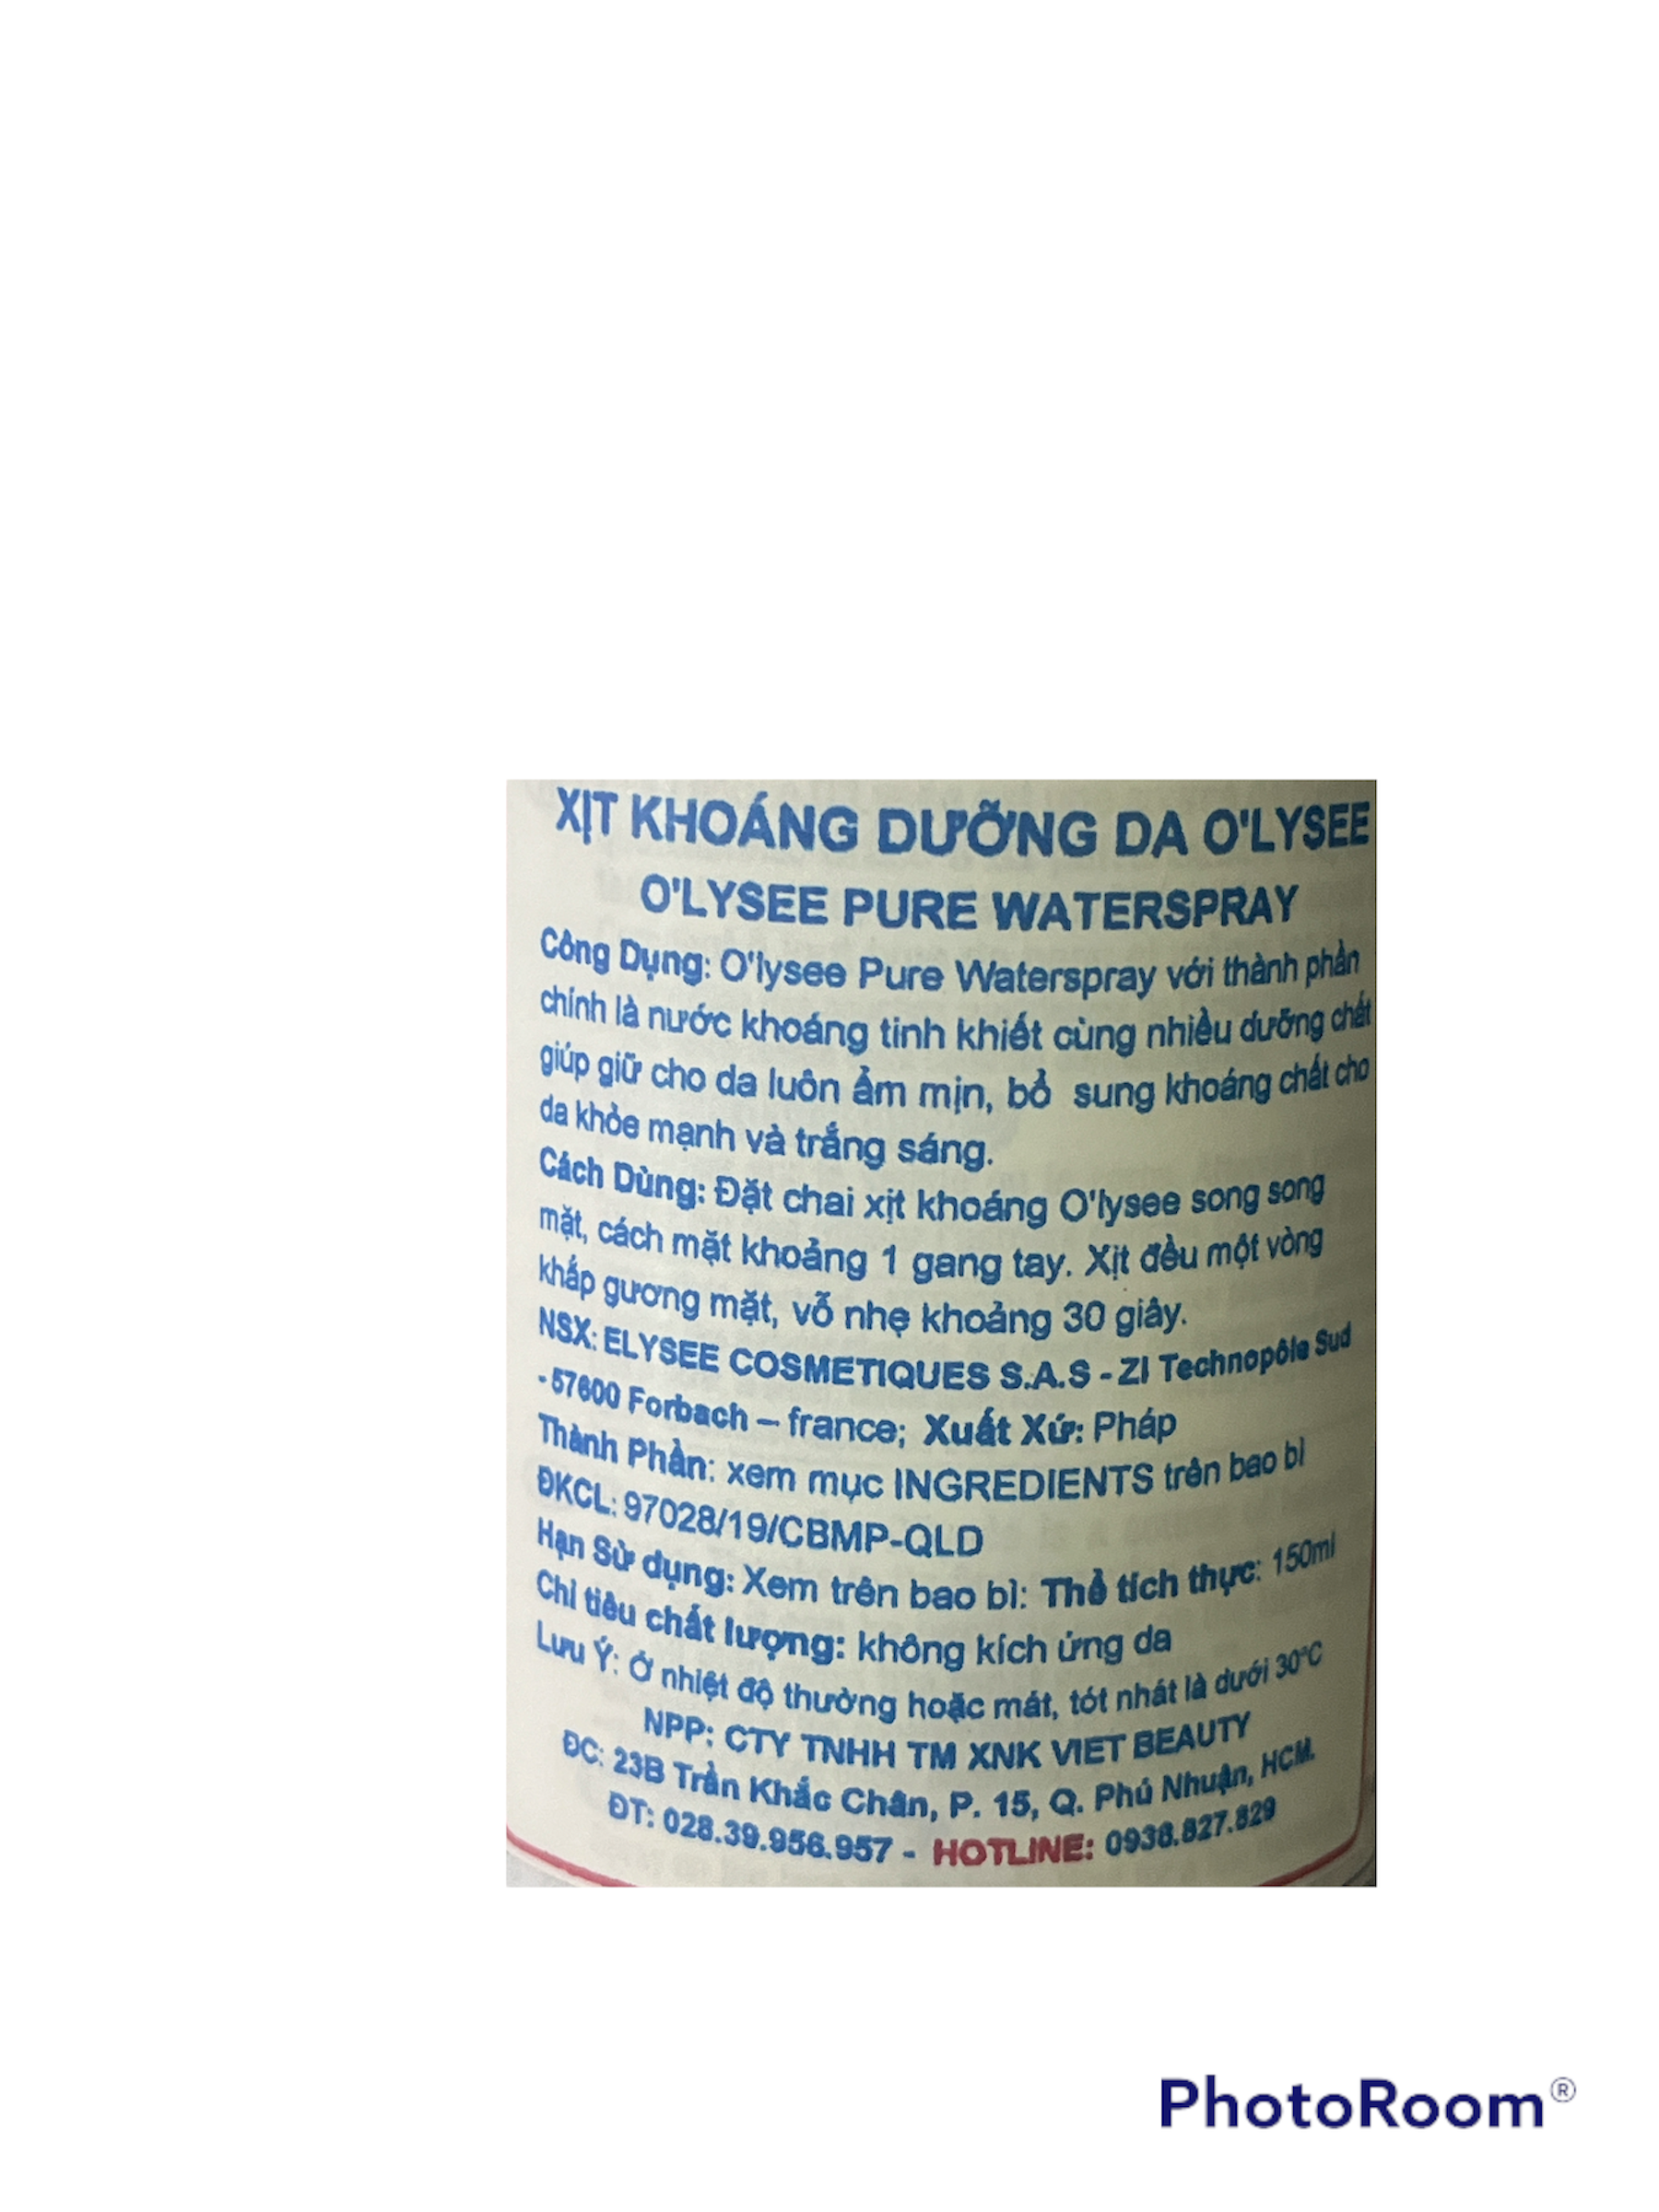 XỊT KHOÁNG DƯỠNG DA O'LYSEE
O'LYSEE PURE WATERSPRAY
Công Dụng: O'lysee Pure Waterspray với thành phần
chính là nước khoáng tinh khiết cùng nhiều dưỡng chất
giúp giữ cho da luôn ẩm mịn, bổ sung khoáng chất cho
da khỏe mạnh và trắng sáng.
Cách Dùng: Đặt chai xịt khoáng O'lysee song song
mặt, cách mặt khoảng 1 gang tay. Xịt đều một vòng
khắp gương mặt, vỗ nhẹ khoảng 30 giây.
NSX: ELYSEE COSMETIQUES S.A.S - ZI Technopôle Sud
- 57600 Forbach – france; Xuất Xứ: Pháp
Thành Phần: xem mục INGREDIENTS trên bao bì
ĐKCL: 97028/19/CBMP-QLD
Hạn Sử dụng: Xem trên bao bì: Thể tích thực: 150ml
Chỉ tiêu chất lượng: không kích ứng da
Lưu Ý: Ở nhiệt độ thường hoặc mát, tót nhát là dưới 30°C
NPP: CTY TNHH TM XNK VIET BEAUTY
ĐC: 23B Trần Khắc Chân, P. 15, Q. Phú Nhuận, HCM.
ĐT: 028.39.956.957 - HOTLINE: 0938.827.829
PhotoRoom®